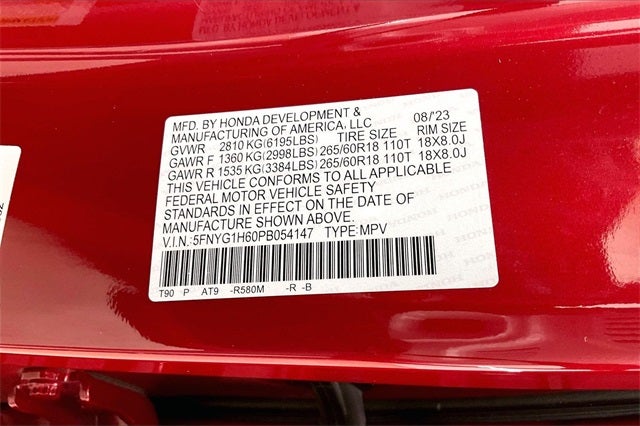 MFD. BY HONDA DEVELOPMENT &
MANUFACTURING OF AMERICA, LLC 08/'23
GVWR 2810 KG(6195LBS) TIRE SIZE RIM SIZE
GAWR F 1360 KG(2998LBS) 265/60R18 110T 18X8.0J
GAWR R 1535 KG(3384LBS) 265/60R18 110T 18X8.0J
THIS VEHICLE CONFORMS TO ALL APPLICABLE
FEDERAL MOTOR VEHICLE SAFETY
STANDARDS IN EFFECT ON THE DATE OF
MANUFACTURE SHOWN ABOVE.
V.I.N.:5FNYG1H60PB054147 TYPE:MPV
T90 P AT9 -R580M -R -B